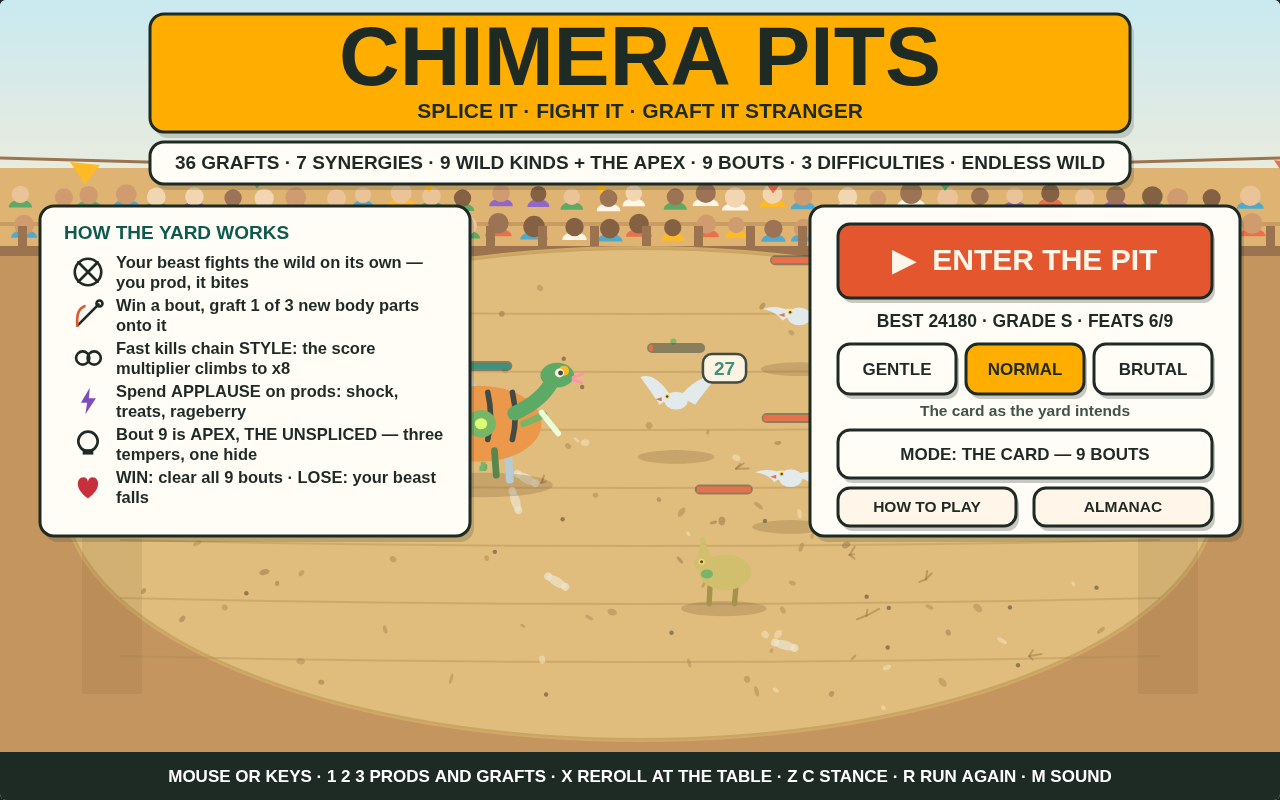 CHIMERA PITS
SPLICE IT · FIGHT IT · GRAFT IT STRANGER
36 GRAFTS · 7 SYNERGIES · 9 WILD KINDS + THE APEX · 9 BOUTS · 3 DIFFICULTIES · ENDLESS WILD
HOW THE YARD WORKS
Your beast fights the wild on its own —
you prod, it bites
Win a bout, graft 1 of 3 new body parts
onto it
Fast kills chain STYLE: the score
multiplier climbs to x8
Spend APPLAUSE on prods: shock,
treats, rageberry
Bout 9 is APEX, THE UNSPLICED — three
tempers, one hide
WIN: clear all 9 bouts · LOSE: your beast
falls
27
▶ ENTER THE PIT
BEST 24180 · GRADE S · FEATS 6/9
GENTLE
NORMAL
BRUTAL
The card as the yard intends
MODE: THE CARD — 9 BOUTS
HOW TO PLAY
ALMANAC
MOUSE OR KEYS · 1 2 3 PRODS AND GRAFTS · X REROLL AT THE TABLE · Z C STANCE · R RUN AGAIN · M SOUND